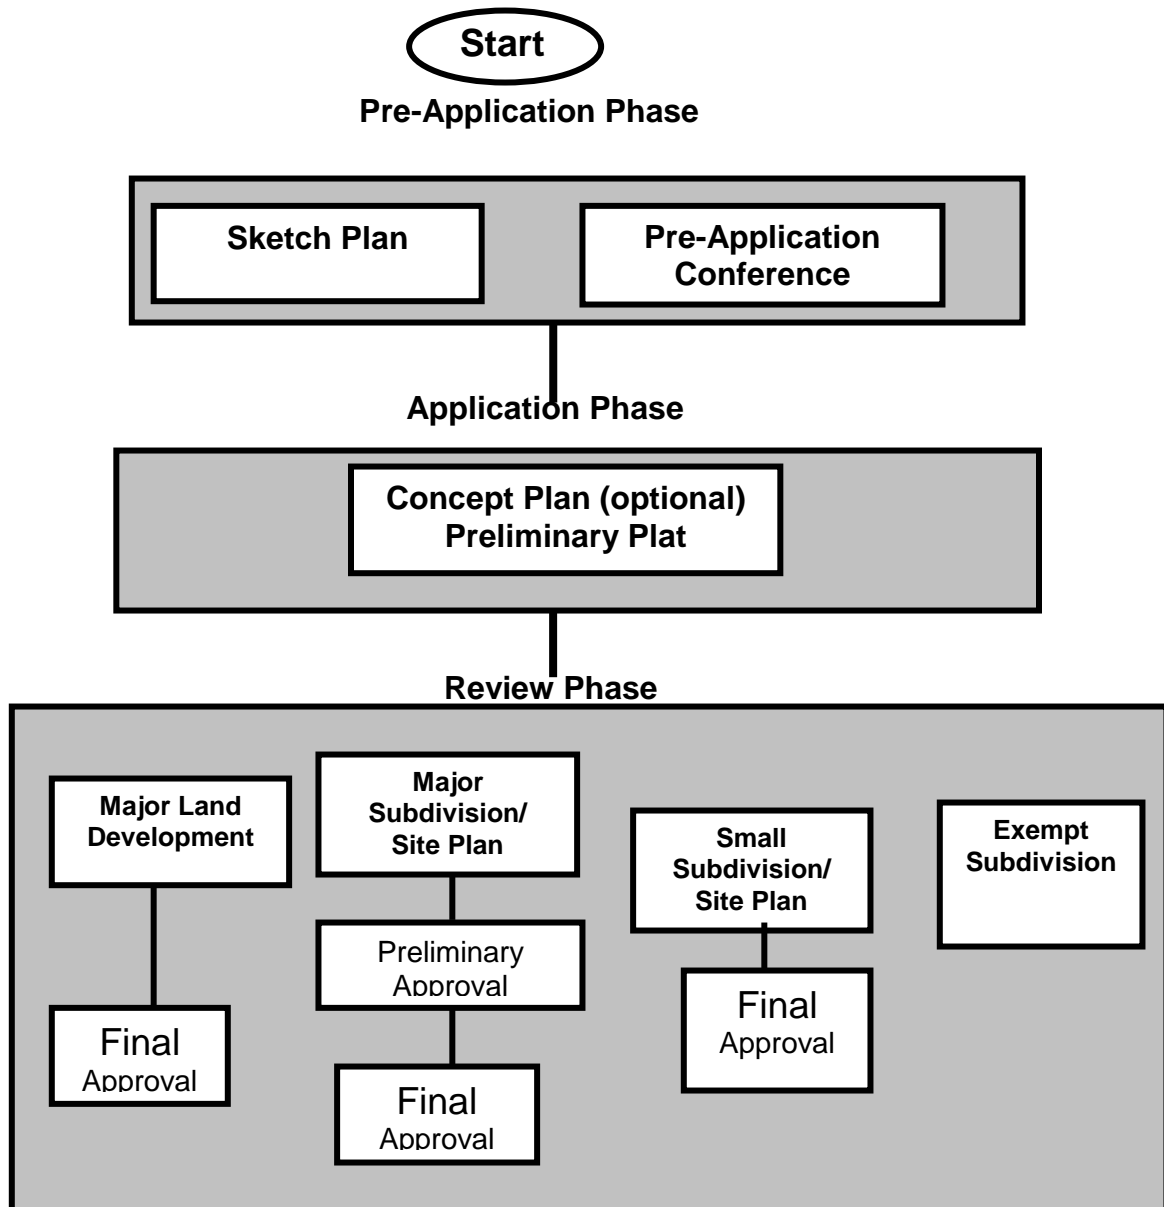 Start
Pre-Application Phase
Sketch Plan
Pre-Application
Conference
Application Phase
Concept Plan (optional)
Preliminary Plat
Review Phase
Major Land
Development
Final
Approval
Major
Subdivision/
Site Plan
Preliminary
Approval
Final
Approval
Small
Subdivision/
Site Plan
Final
Approval
Exempt
Subdivision